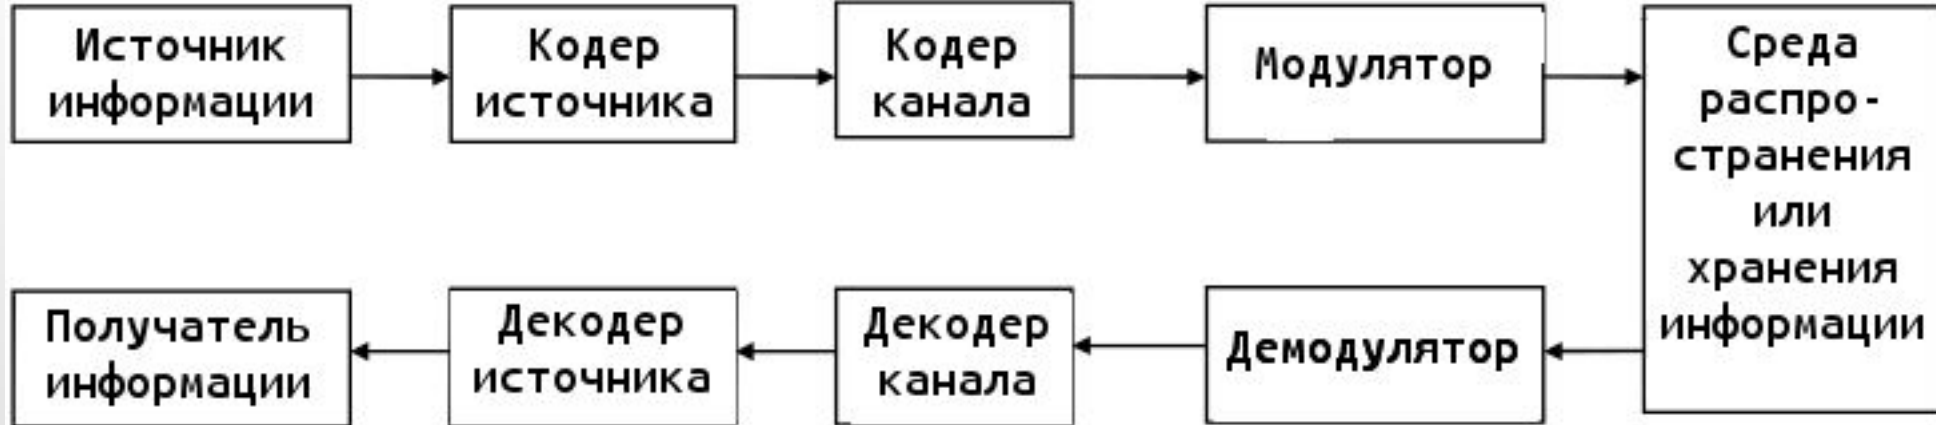 Источник
информации
Кодер
источника
Кодер
канала
Модулятор
Среда
распро-
странения
или
хранения
информации
Получатель
информации
Декодер
источника
Декодер
канала
Демодулятор